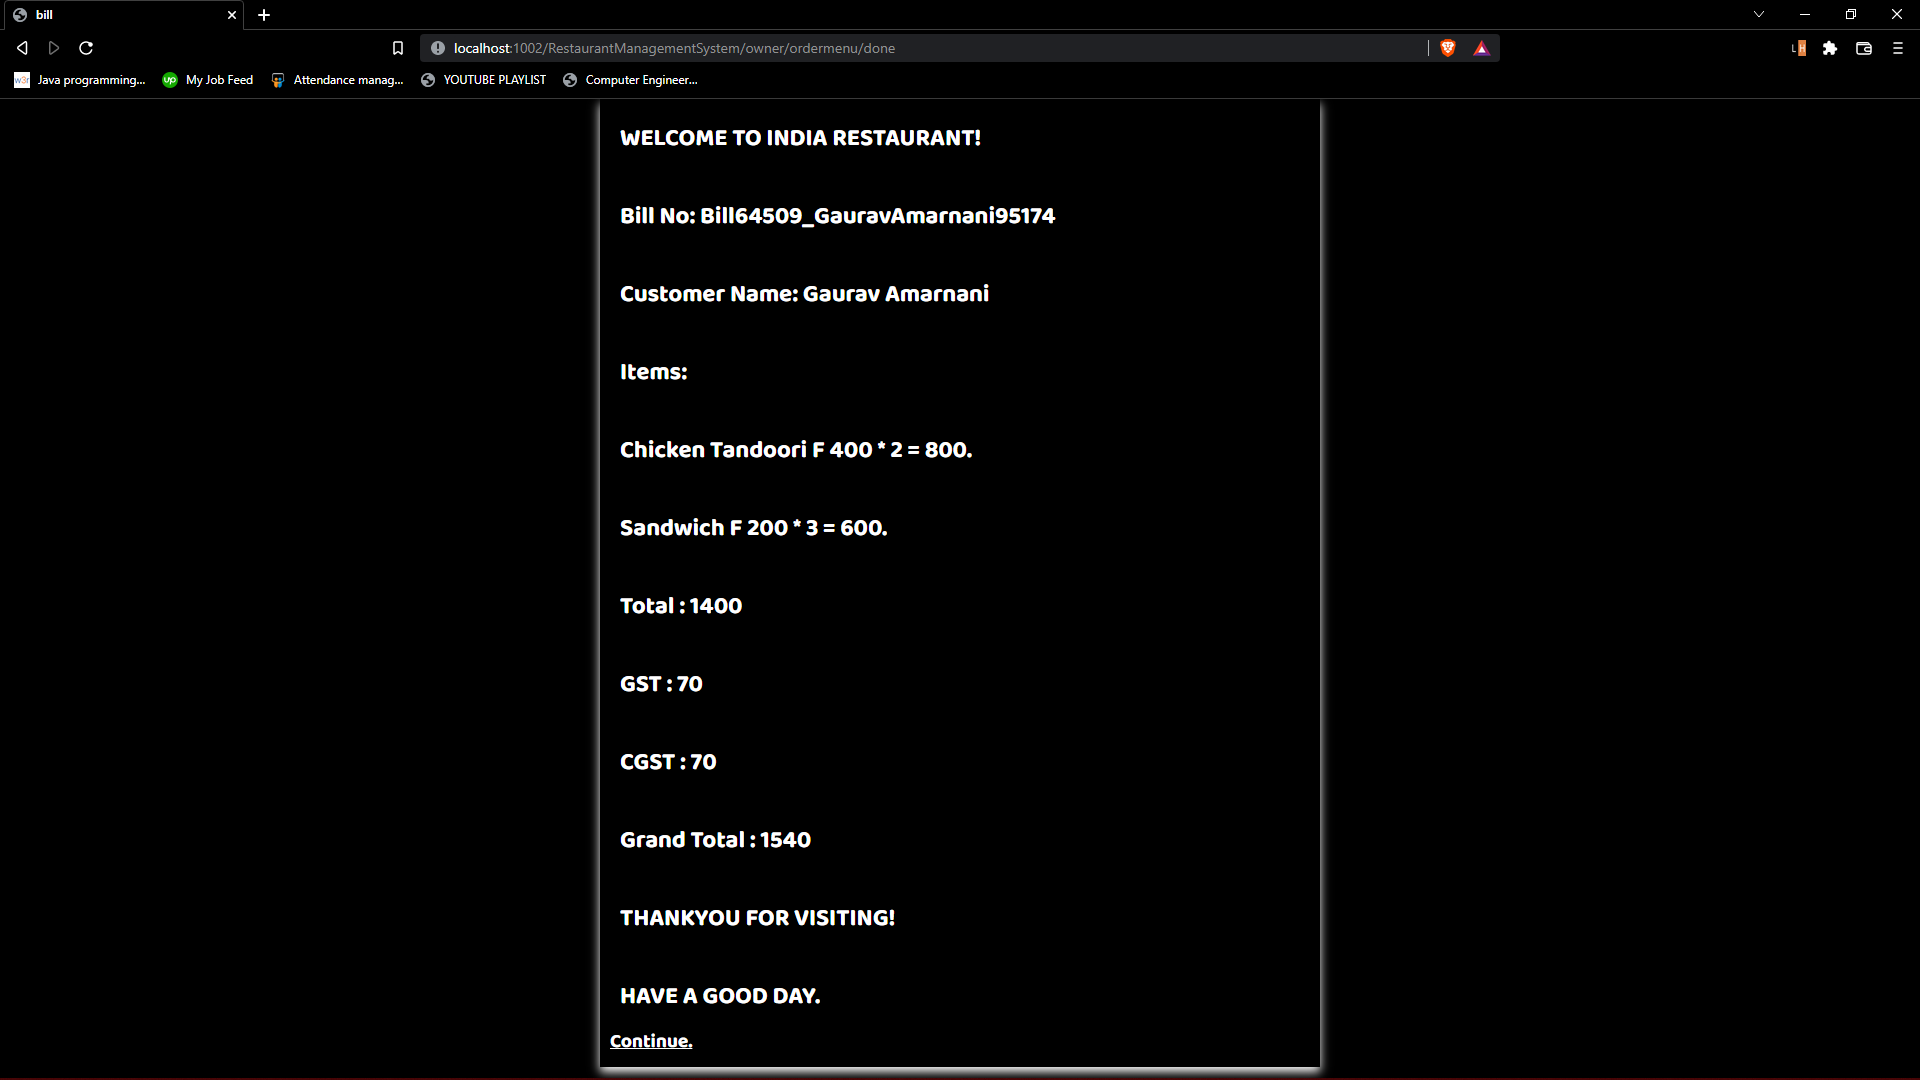 bill
localhost:1002/RestaurantManagementSystem/owner/ordermenu/done
Java programming... My Job Feed Attendance manag... YOUTUBE PLAYLIST Computer Engineer...
WELCOME TO INDIA RESTAURANT!
Bill No: Bill64509_GauravAmarnani95174
Customer Name: Gaurav Amarnani
Items:
Chicken Tandoori F 400 * 2 = 800.
Sandwich F 200 * 3 = 600.
Total : 1400
GST : 70
CGST : 70
Grand Total : 1540
THANKYOU FOR VISITING!
HAVE A GOOD DAY.
Continue.